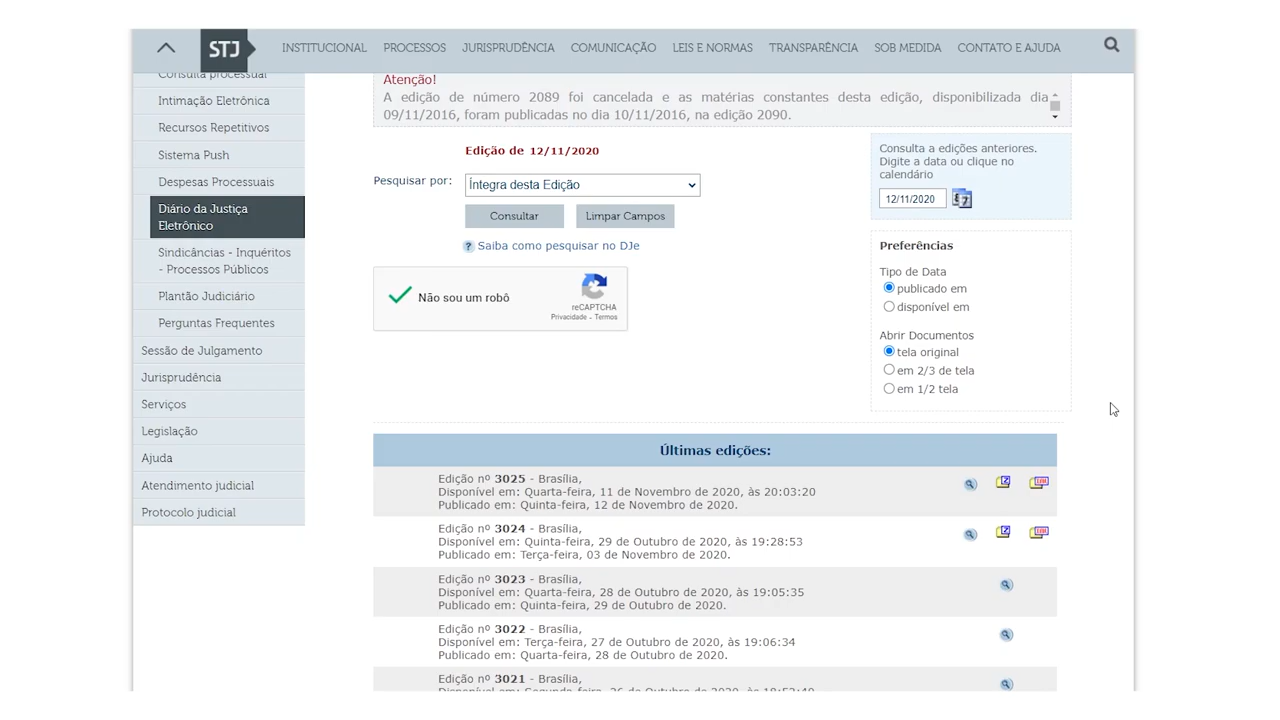 STJ
INSTITUCIONAL PROCESSOS JURISPRUDÊNCIA COMUNICAÇÃO LEIS E NORMAS TRANSPARÊNCIA SOB MEDIDA CONTATO E AJUDA
Consulta processual
Intimação Eletrônica
Recursos Repetitivos
Sistema Push
Despesas Processuais
Diário da Justiça
Eletrônico
Sindicâncias - Inquéritos
- Processos Públicos
Plantão Judiciário
Perguntas Frequentes
Sessão de Julgamento
Jurisprudência
Serviços
Legislação
Ajuda
Atendimento judicial
Protocolo judicial
Atenção!
A edição de número 2089 foi cancelada e as matérias constantes desta edição, disponibilizada dia
09/11/2016, foram publicadas no dia 10/11/2016, na edição 2090.
Edição de 12/11/2020
Pesquisar por: Íntegra desta Edição
Consultar Limpar Campos
? Saiba como pesquisar no DJe
Não sou um robô
reCAPTCHA
Privacidade - Termos
Consulta a edições anteriores.
Digite a data ou clique no
calendário
12/11/2020
Preferências
Tipo de Data
publicado em
disponível em
Abrir Documentos
tela original
em 2/3 de tela
em 1/2 tela
Últimas edições:
Edição nº 3025 - Brasília,
Disponível em: Quarta-feira, 11 de Novembro de 2020, às 20:03:20
Publicado em: Quinta-feira, 12 de Novembro de 2020.
Edição nº 3024 - Brasília,
Disponível em: Quinta-feira, 29 de Outubro de 2020, às 19:28:53
Publicado em: Terça-feira, 03 de Novembro de 2020.
Edição nº 3023 - Brasília,
Disponível em: Quarta-feira, 28 de Outubro de 2020, às 19:05:35
Publicado em: Quinta-feira, 29 de Outubro de 2020.
Edição nº 3022 - Brasília,
Disponível em: Terça-feira, 27 de Outubro de 2020, às 19:06:34
Publicado em: Quarta-feira, 28 de Outubro de 2020.
Edição nº 3021 - Brasília,
Disponível em: Segunda-feira, 26 de Outubro de 2020, às